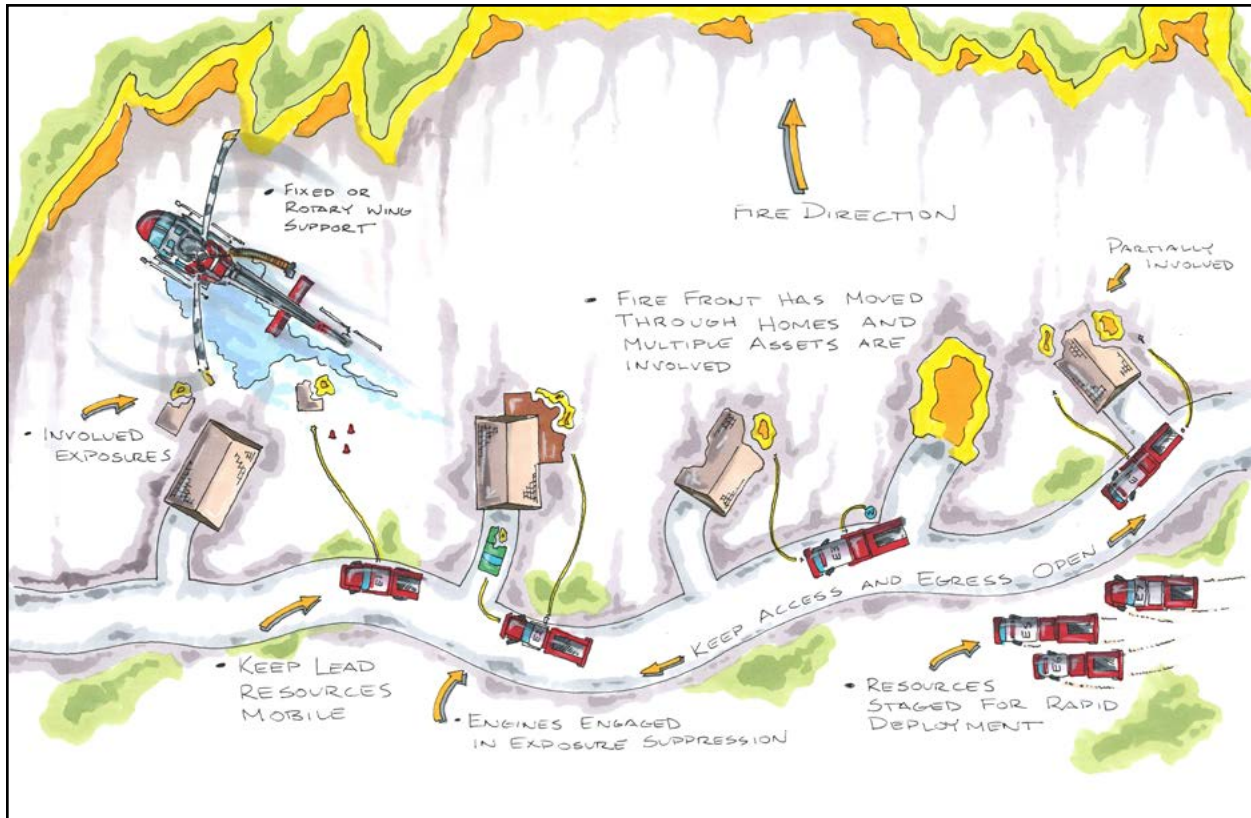 • FIXED OR
ROTARY WING
SUPPORT
FIRE DIRECTION
PARTIALLY
INVOLVED
• FIRE FRONT HAS MOVED
THROUGH HOMES AND
MULTIPLE ASSETS ARE
INVOLVED
• INVOLVED
EXPOSURES
KEEP ACCESS AND EGRESS OPEN
• KEEP LEAD
RESOURCES
MOBILE
• ENGINES ENGAGED
IN EXPOSURE SUPPRESSION
• RESOURCES
STAGED FOR RAPID
DEPLOYMENT
E3